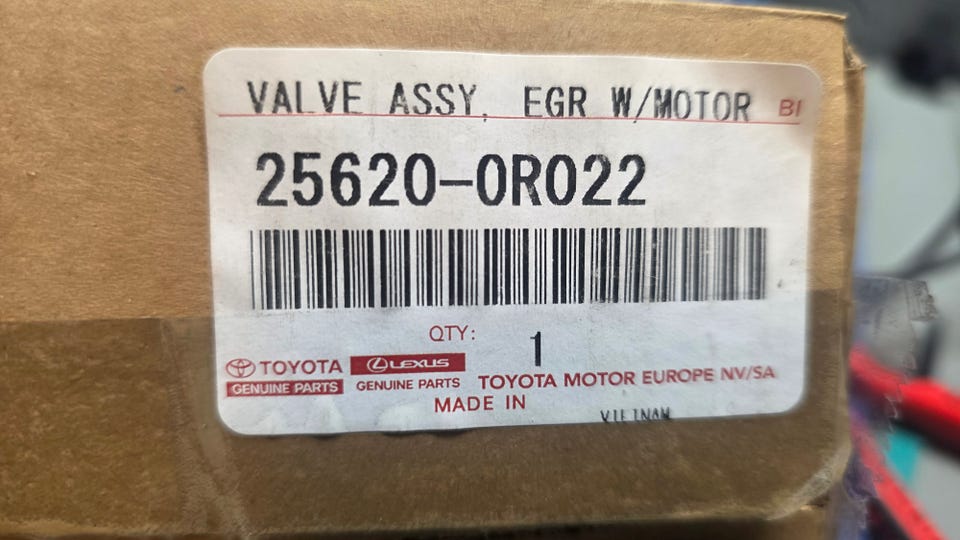 VALVE ASSY, EGR W/MOTOR BI
25620-0R022
QTY: 1
TOYOTA
GENUINE PARTS
LEXUS
GENUINE PARTS
TOYOTA MOTOR EUROPE NV/SA
MADE IN VIETNAM